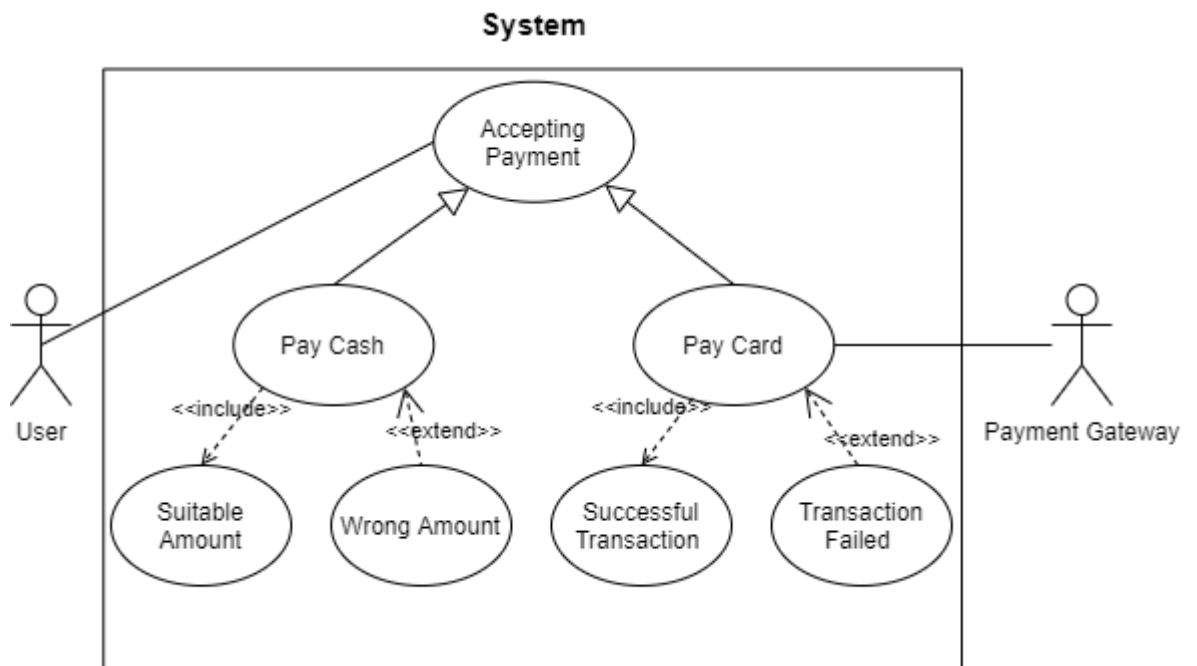 System
Accepting
Payment
Pay Cash
Pay Card
<<include>>
<<extend>>
<<include>>
<<extend>>
User
Payment Gateway
Suitable
Amount
Wrong Amount
Successful
Transaction
Transaction
Failed